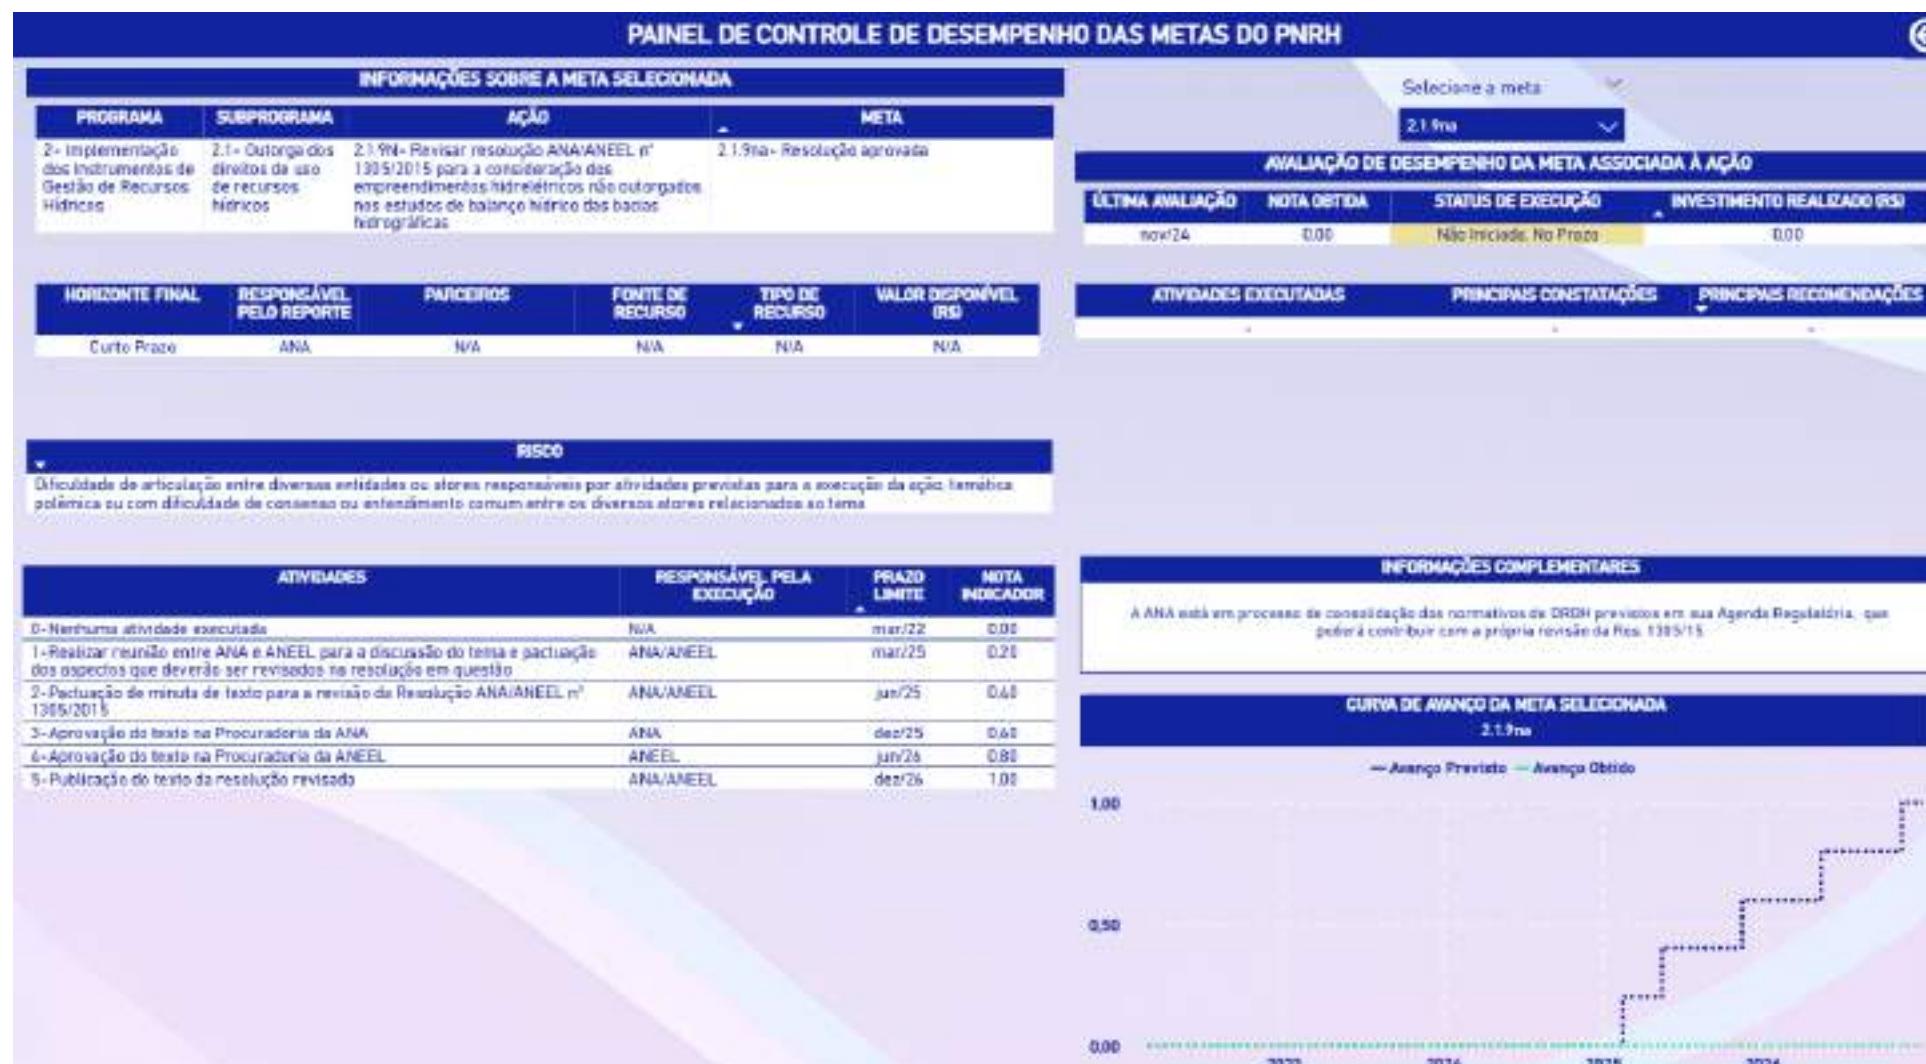 PAINEL DE CONTROLE DE DESEMPENHO DAS METAS DO PNRH
INFORMAÇÕES SOBRE A META SELECIONADA
PROGRAMA SUBPROGRAMA AÇÃO META
2- Implementação dos Instrumentos de Gestão de Recursos Hídricos
2.1- Outorga dos direitos de uso de recursos hídricos
2.1.9N- Revisar resolução ANA/ANEEL nº 1305/2015 para a consideração dos empreendimentos hidrelétricos não outorgados nos estudos de balanço hídrico das bacias hidrográficas
2.1.9na- Resolução aprovada
HORIZONTE FINAL RESPONSÁVEL PELO REPORTE PARCEIROS FONTE DE RECURSO TIPO DE RECURSO VALOR DISPONÍVEL (R$)
Curto Prazo ANA N/A N/A N/A N/A
RISCO
Dificuldade de articulação entre diversas entidades ou atores responsáveis por atividades previstas para a execução da ação, temática
polêmica ou com dificuldade de consenso ou entendimento comum entre os diversos atores relacionados ao tema
ATIVIDADES RESPONSÁVEL PELA EXECUÇÃO PRAZO LIMITE NOTA INDICADOR
0-Nenhuma atividade executada N/A mar/22 0,00
1-Realizar reunião entre ANA e ANEEL para a discussão do tema e pactuação dos aspectos que deverão ser revisados na resolução em questão ANA/ANEEL mar/25 0,20
2-Pactuação de minuta de texto para a revisão da Resolução ANA/ANEEL nº 1305/2015 ANA/ANEEL jun/25 0,40
3-Aprovação do texto na Procuradoria da ANA ANA dez/25 0,60
4-Aprovação do texto na Procuradoria da ANEEL ANEEL jun/26 0,80
5-Publicação do texto da resolução revisada ANA/ANEEL dez/26 1,00
Selecione a meta
2.1.9na
AVALIAÇÃO DE DESEMPENHO DA META ASSOCIADA À AÇÃO
ÚLTIMA AVALIAÇÃO NOTA OBTIDA STATUS DE EXECUÇÃO INVESTIMENTO REALIZADO (R$)
nov/24 0,00 Não Iniciada, No Prazo 0,00
ATIVIDADES EXECUTADAS PRINCIPAIS CONSTATAÇÕES PRINCIPAIS RECOMENDAÇÕES
- - -
INFORMAÇÕES COMPLEMENTARES
A ANA está em processo de consolidação dos normativos de DRDH previstos em sua Agenda Regulatória, que
poderá contribuir com a própria revisão da Res. 1305/15.
CURVA DE AVANÇO DA META SELECIONADA
2.1.9na
Avanço Previsto Avanço Obtido
1,00
0,50
0,00
2023 2024 2025 2026